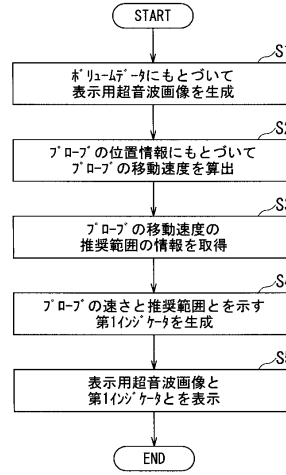 START
S1
ボリュームデータにもとづいて
表示用超音波画像を生成
S2
プローブの位置情報にもとづいて
プローブの移動速度を算出
S3
プローブの移動速度の
推奨範囲の情報を取得
S4
プローブの速さと推奨範囲とを示す
第1インジケータを生成
S5
表示用超音波画像と
第1インジケータとを表示
END